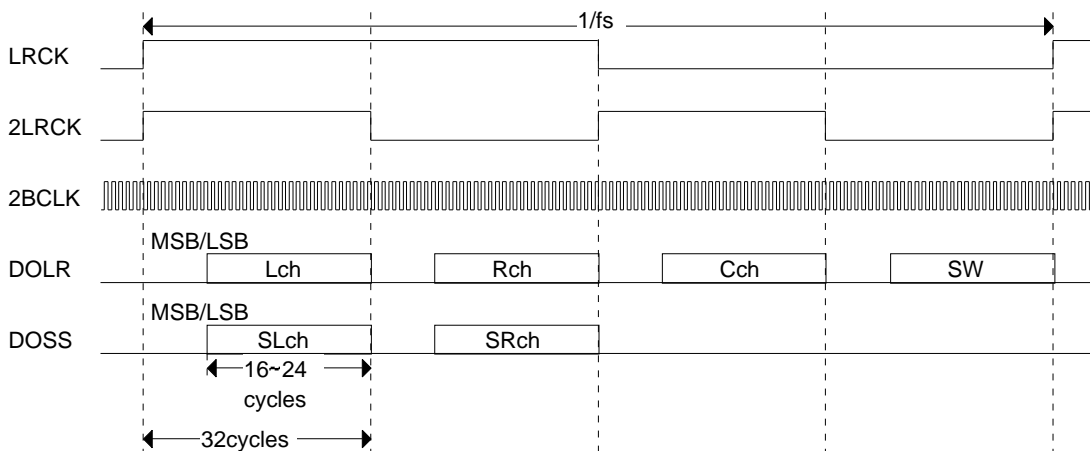 1/fs
LRCK
2LRCK
2BCLK
MSB/LSB
DOLR
Lch
Rch
Cch
SW
MSB/LSB
DOSS
SLch
SRch
16~24
cycles
32cycles